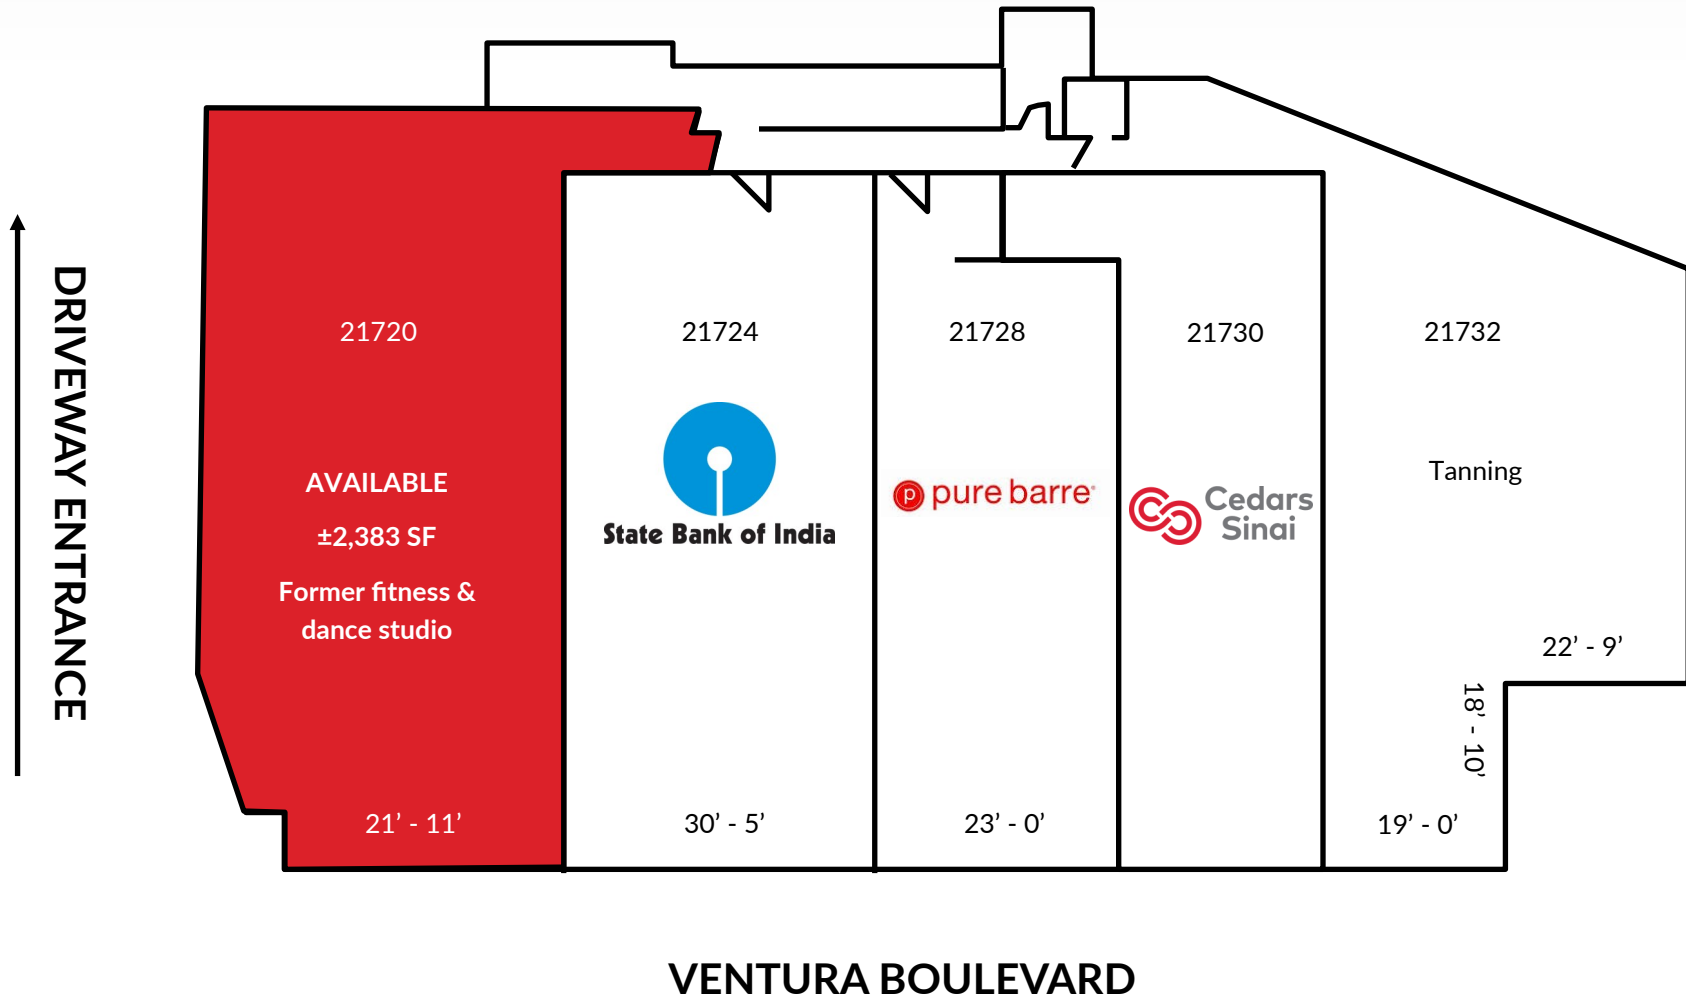 DRIVEWAY ENTRANCE
21720
AVAILABLE
±2,383 SF
Former fitness &
dance studio
21’ - 11’
21724
State Bank of India
30’ - 5’
21728
p
pure barre
23’ - 0’
21730
Cedars
Sinai
21732
Tanning
22’ - 9’
18’ - 10’
19’ - 0’
VENTURA BOULEVARD